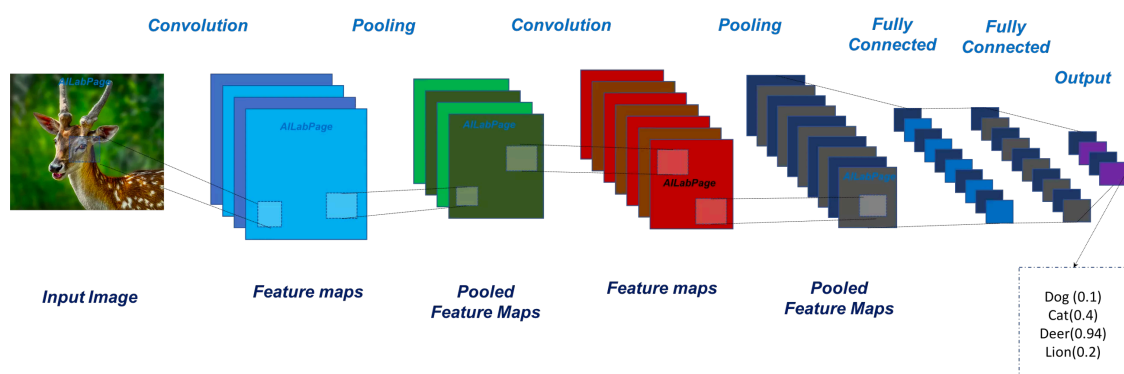 Convolution
Pooling
Convolution
Pooling
Fully
Connected
Fully
Connected
Output
AILabPage
AILabPage
AILabPage
AILabPage
Input Image
Feature maps
Pooled
Feature Maps
Feature maps
Pooled
Feature Maps
Dog (0.1)
Cat(0.4)
Deer(0.94)
Lion(0.2)